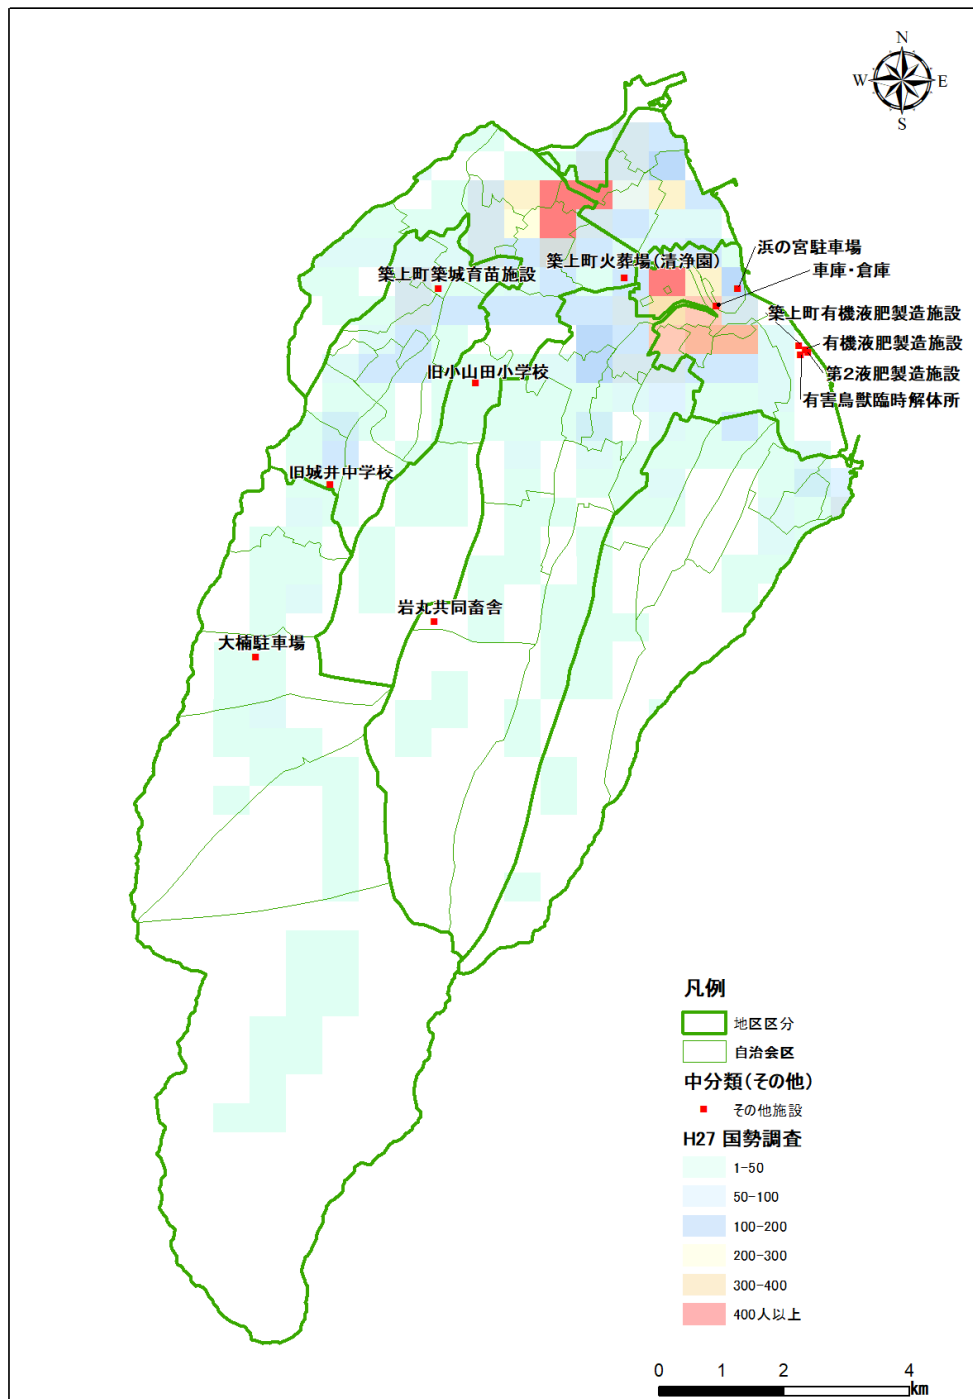 N
W
E
S
浜の宮駐車場
築上町火葬場(清浄園)
車庫・倉庫
築上町築城育苗施設
築上町有機液肥製造施設
有機液肥製造施設
旧小山田小学校
第2液肥製造施設
有害鳥獣臨時解体所
旧城井中学校
岩丸共同畜舎
大楠駐車場
凡例
地区区分
自治会区
中分類(その他)
その他施設
H27 国勢調査
1-50
50-100
100-200
200-300
300-400
400人以上
0 1 2 4
km